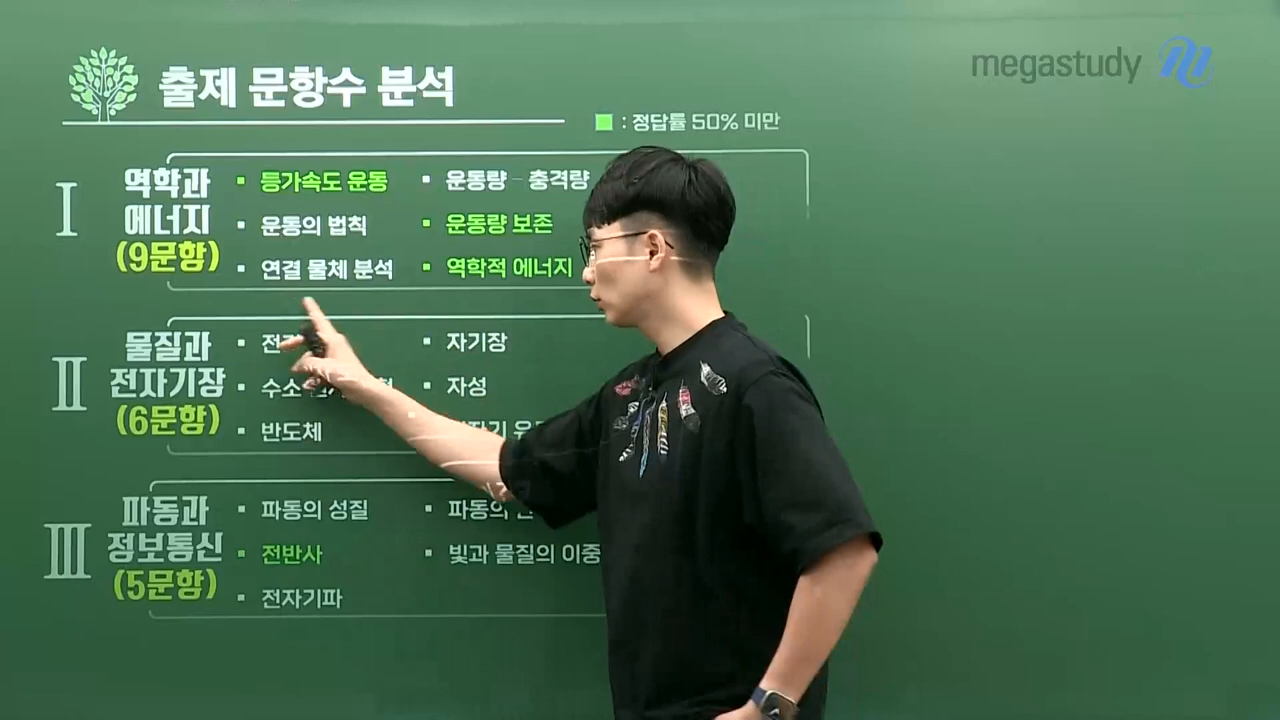 megastudy
출제 문항수 분석
: 정답률 50% 미만
Ⅰ 역학과 에너지 (9문항)
등가속도 운동
운동의 법칙
연결 물체 분석
운동량 - 충격량
운동량 보존
역학적 에너지
Ⅱ 물질과 전자기장 (6문항)
수소
반도체
자기장
자성
Ⅲ 파동과 정보통신 (5문항)
파동의 성질
전반사
전자기파
파동의
빛과 물질의 이중